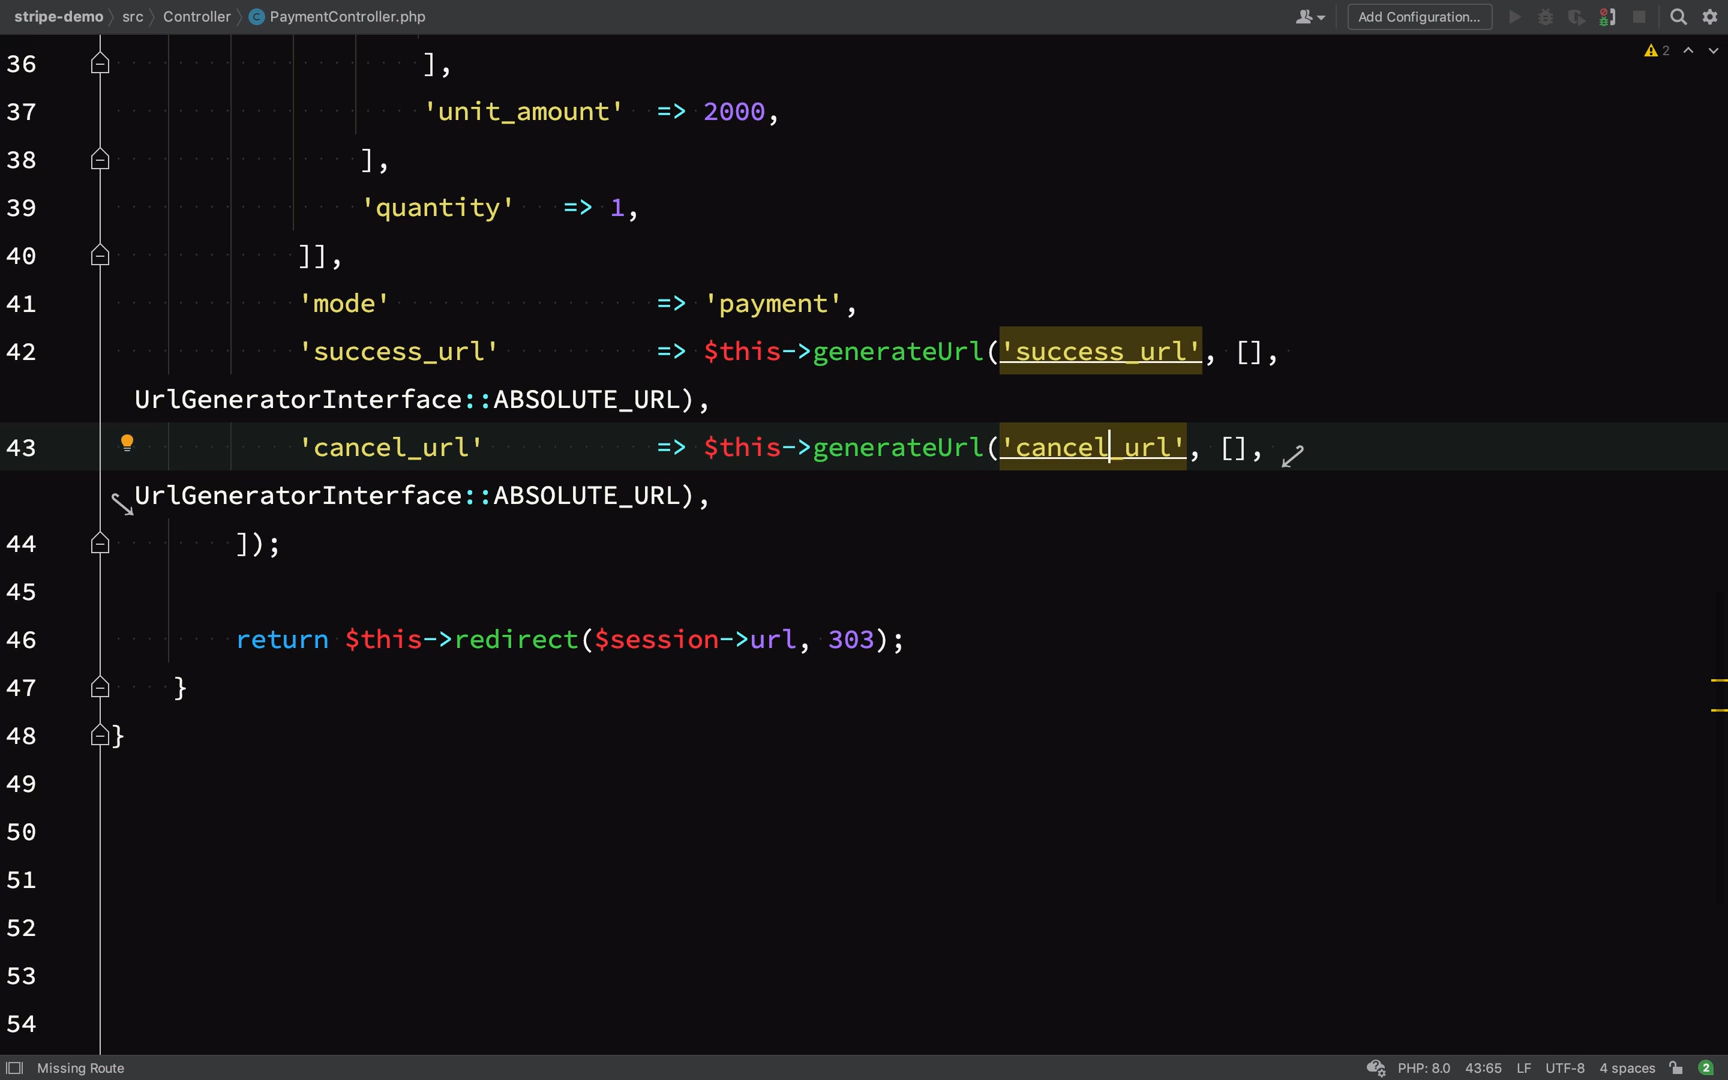 stripe-demo src Controller PaymentController.php Add Configuration...
2
36 ],
37 'unit_amount' => 2000,
38 ],
39 'quantity' => 1,
40 ]],
41 'mode' => 'payment',
42 'success_url' => $this->generateUrl('success_url', [],
UrlGeneratorInterface::ABSOLUTE_URL),
43 'cancel_url' => $this->generateUrl('cancel_url', [],
UrlGeneratorInterface::ABSOLUTE_URL),
44 ]);
45
46 return $this->redirect($session->url, 303);
47 }
48 }
49
50
51
52
53
54
Missing Route PHP: 8.0 43:65 LF UTF-8 4 spaces 2